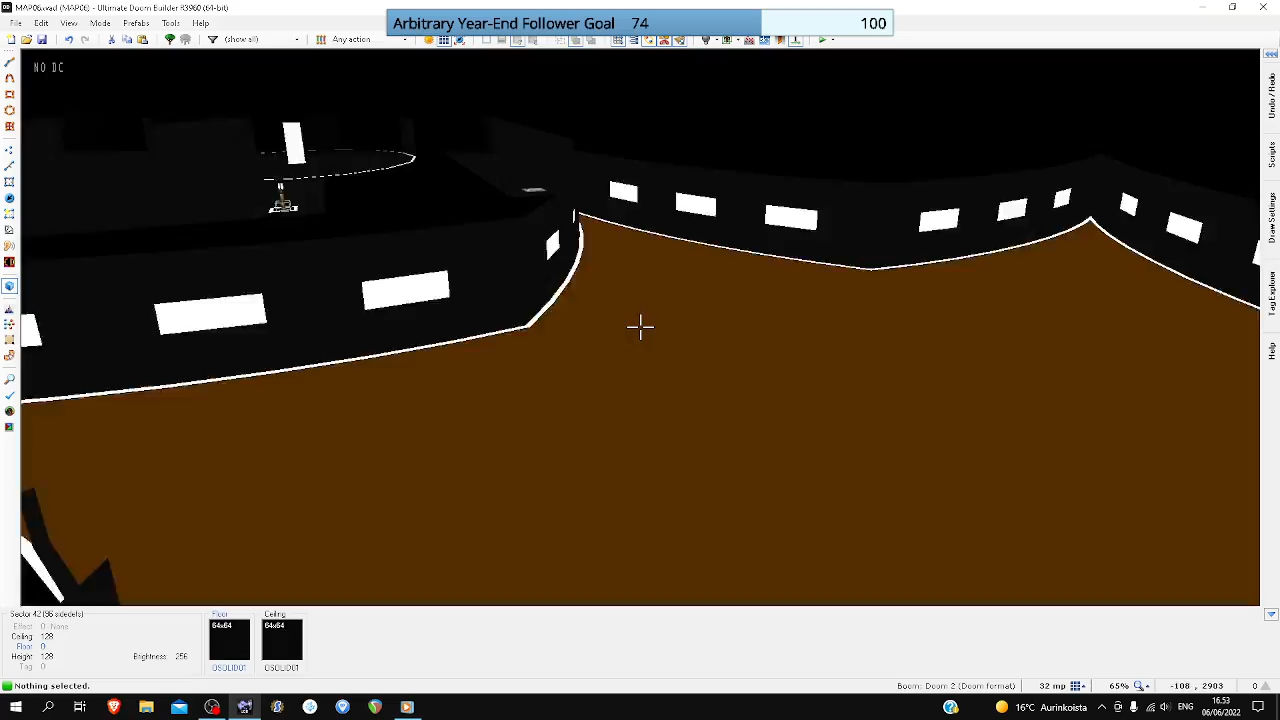 MAP06.wad (MAP06) - Ultimate Doom Builder R3960 (64-bit)
Arbitrary Year-End Follower Goal 74 100
File Edit View Mode Prefabs Tools Help
(show all) Any action
NO DC
Undo / Redo
Scripts
Draw Settings
Tag Explorer
Help
Sector 42 (96 sidedefs)
Effect: 0 None
Ceiling: 128
Floor: 0
Height: 128 Brightness: 256
Tag: 0
Floor Ceiling
64x64 64x64
OSOLID01 OSOLID01
Nothing selected.
Boom: Doom 2 (Doom format) 32 mp 65% -108 , 2903 0
16°C Aurinkoista ENG 16.53
06/06/2022